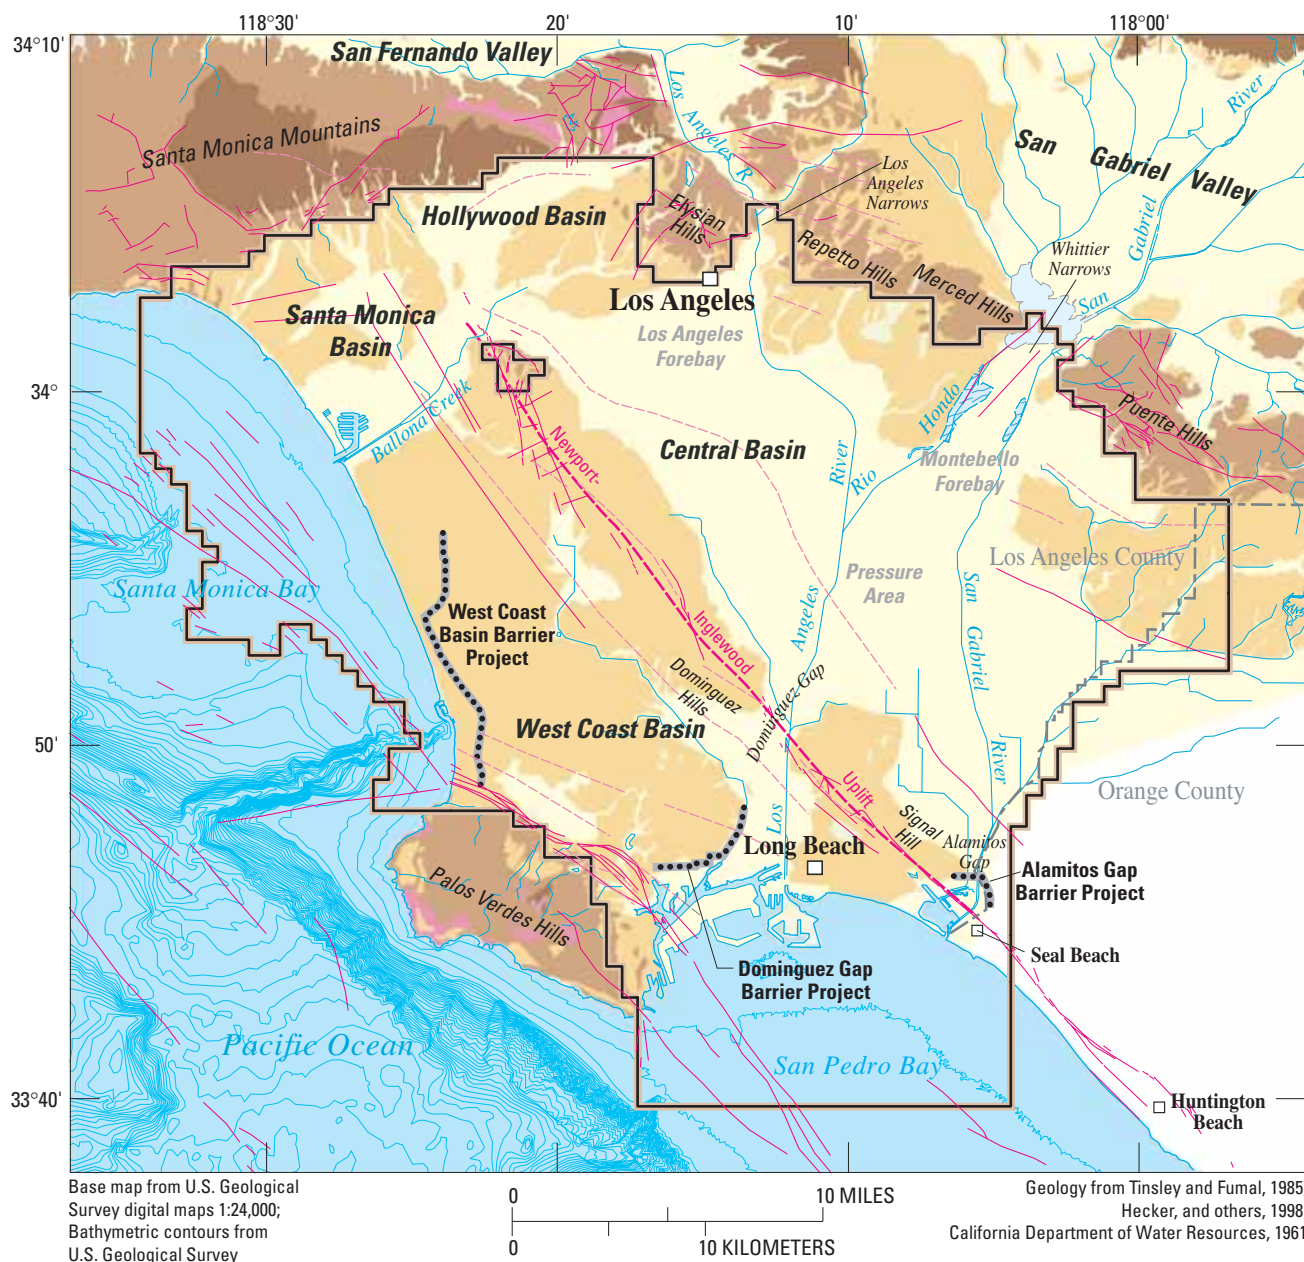 118°30'
20'
10'
118°00'
34°10'
San Fernando Valley
Los Angeles R
River
Santa Monica Mountains
San Gabriel Valley
Los
Angeles
Narrows
Elysian
Hills
Hollywood Basin
Gabriel
Repetto Hills
Whittier
Narrows
Merced Hills
San
Los Angeles
Santa Monica
Basin
Los Angeles
Forebay
34°
Ballona Creek
Hondo
Puente Hills
Newport-
Central Basin
River
Rio
Montebello
Forebay
Los Angeles County
Santa Monica Bay
Pressure
Area
West Coast
Basin Barrier
Project
Angeles
San
Gabriel
Inglewood
Dominguez
Hills
Dominguez Gap
West Coast Basin
50'
River
Uplift
Orange County
Los
Signal
Hill
Alamitos
Gap
Long Beach
Alamitos Gap
Barrier Project
Palos Verdes Hills
Seal Beach
Dominguez Gap
Barrier Project
Pacific Ocean
San Pedro Bay
33°40'
Huntington
Beach
Base map from U.S. Geological
Survey digital maps 1:24,000;
Bathymetric contours from
U.S. Geological Survey
0
10 MILES
0
10 KILOMETERS
Geology from Tinsley and Fumal, 1985
Hecker, and others, 1998
California Department of Water Resources, 1961